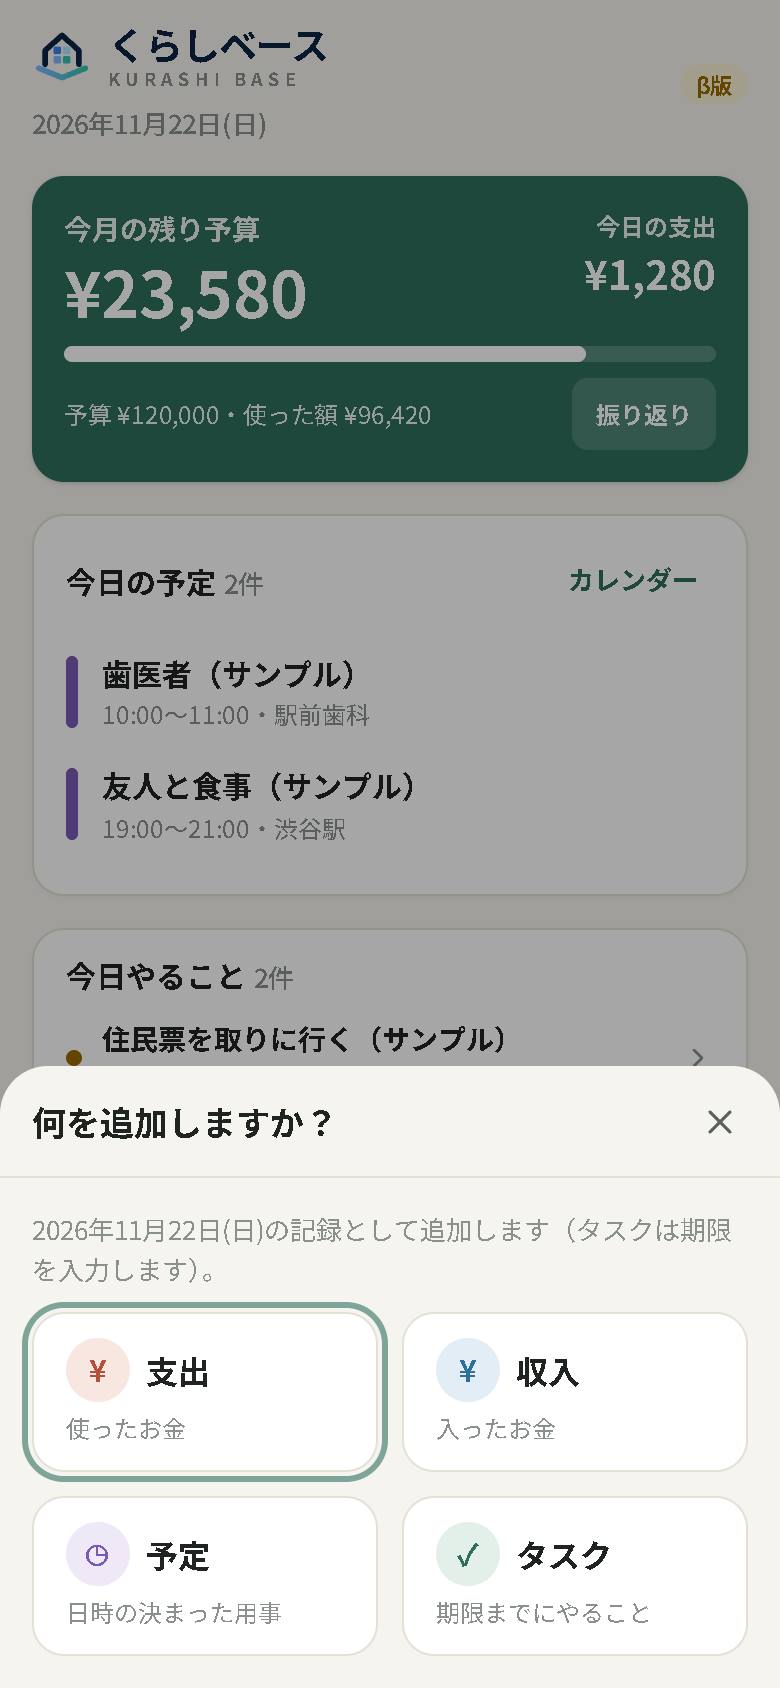 くらしベース
KURASHI BASE
β版
2026年11月22日(日)
今月の残り予算
今日の支出
¥23,580
¥1,280
予算 ¥120,000・使った額 ¥96,420
振り返り
今日の予定 2件
カレンダー
歯医者（サンプル）
10:00〜11:00・駅前歯科
友人と食事（サンプル）
19:00〜21:00・渋谷駅
今日やること 2件
住民票を取りに行く（サンプル）
何を追加しますか？
2026年11月22日(日)の記録として追加します（タスクは期限
を入力します）。
¥ 支出
使ったお金
¥ 収入
入ったお金
予定
日時の決まった用事
✓ タスク
期限までにやること